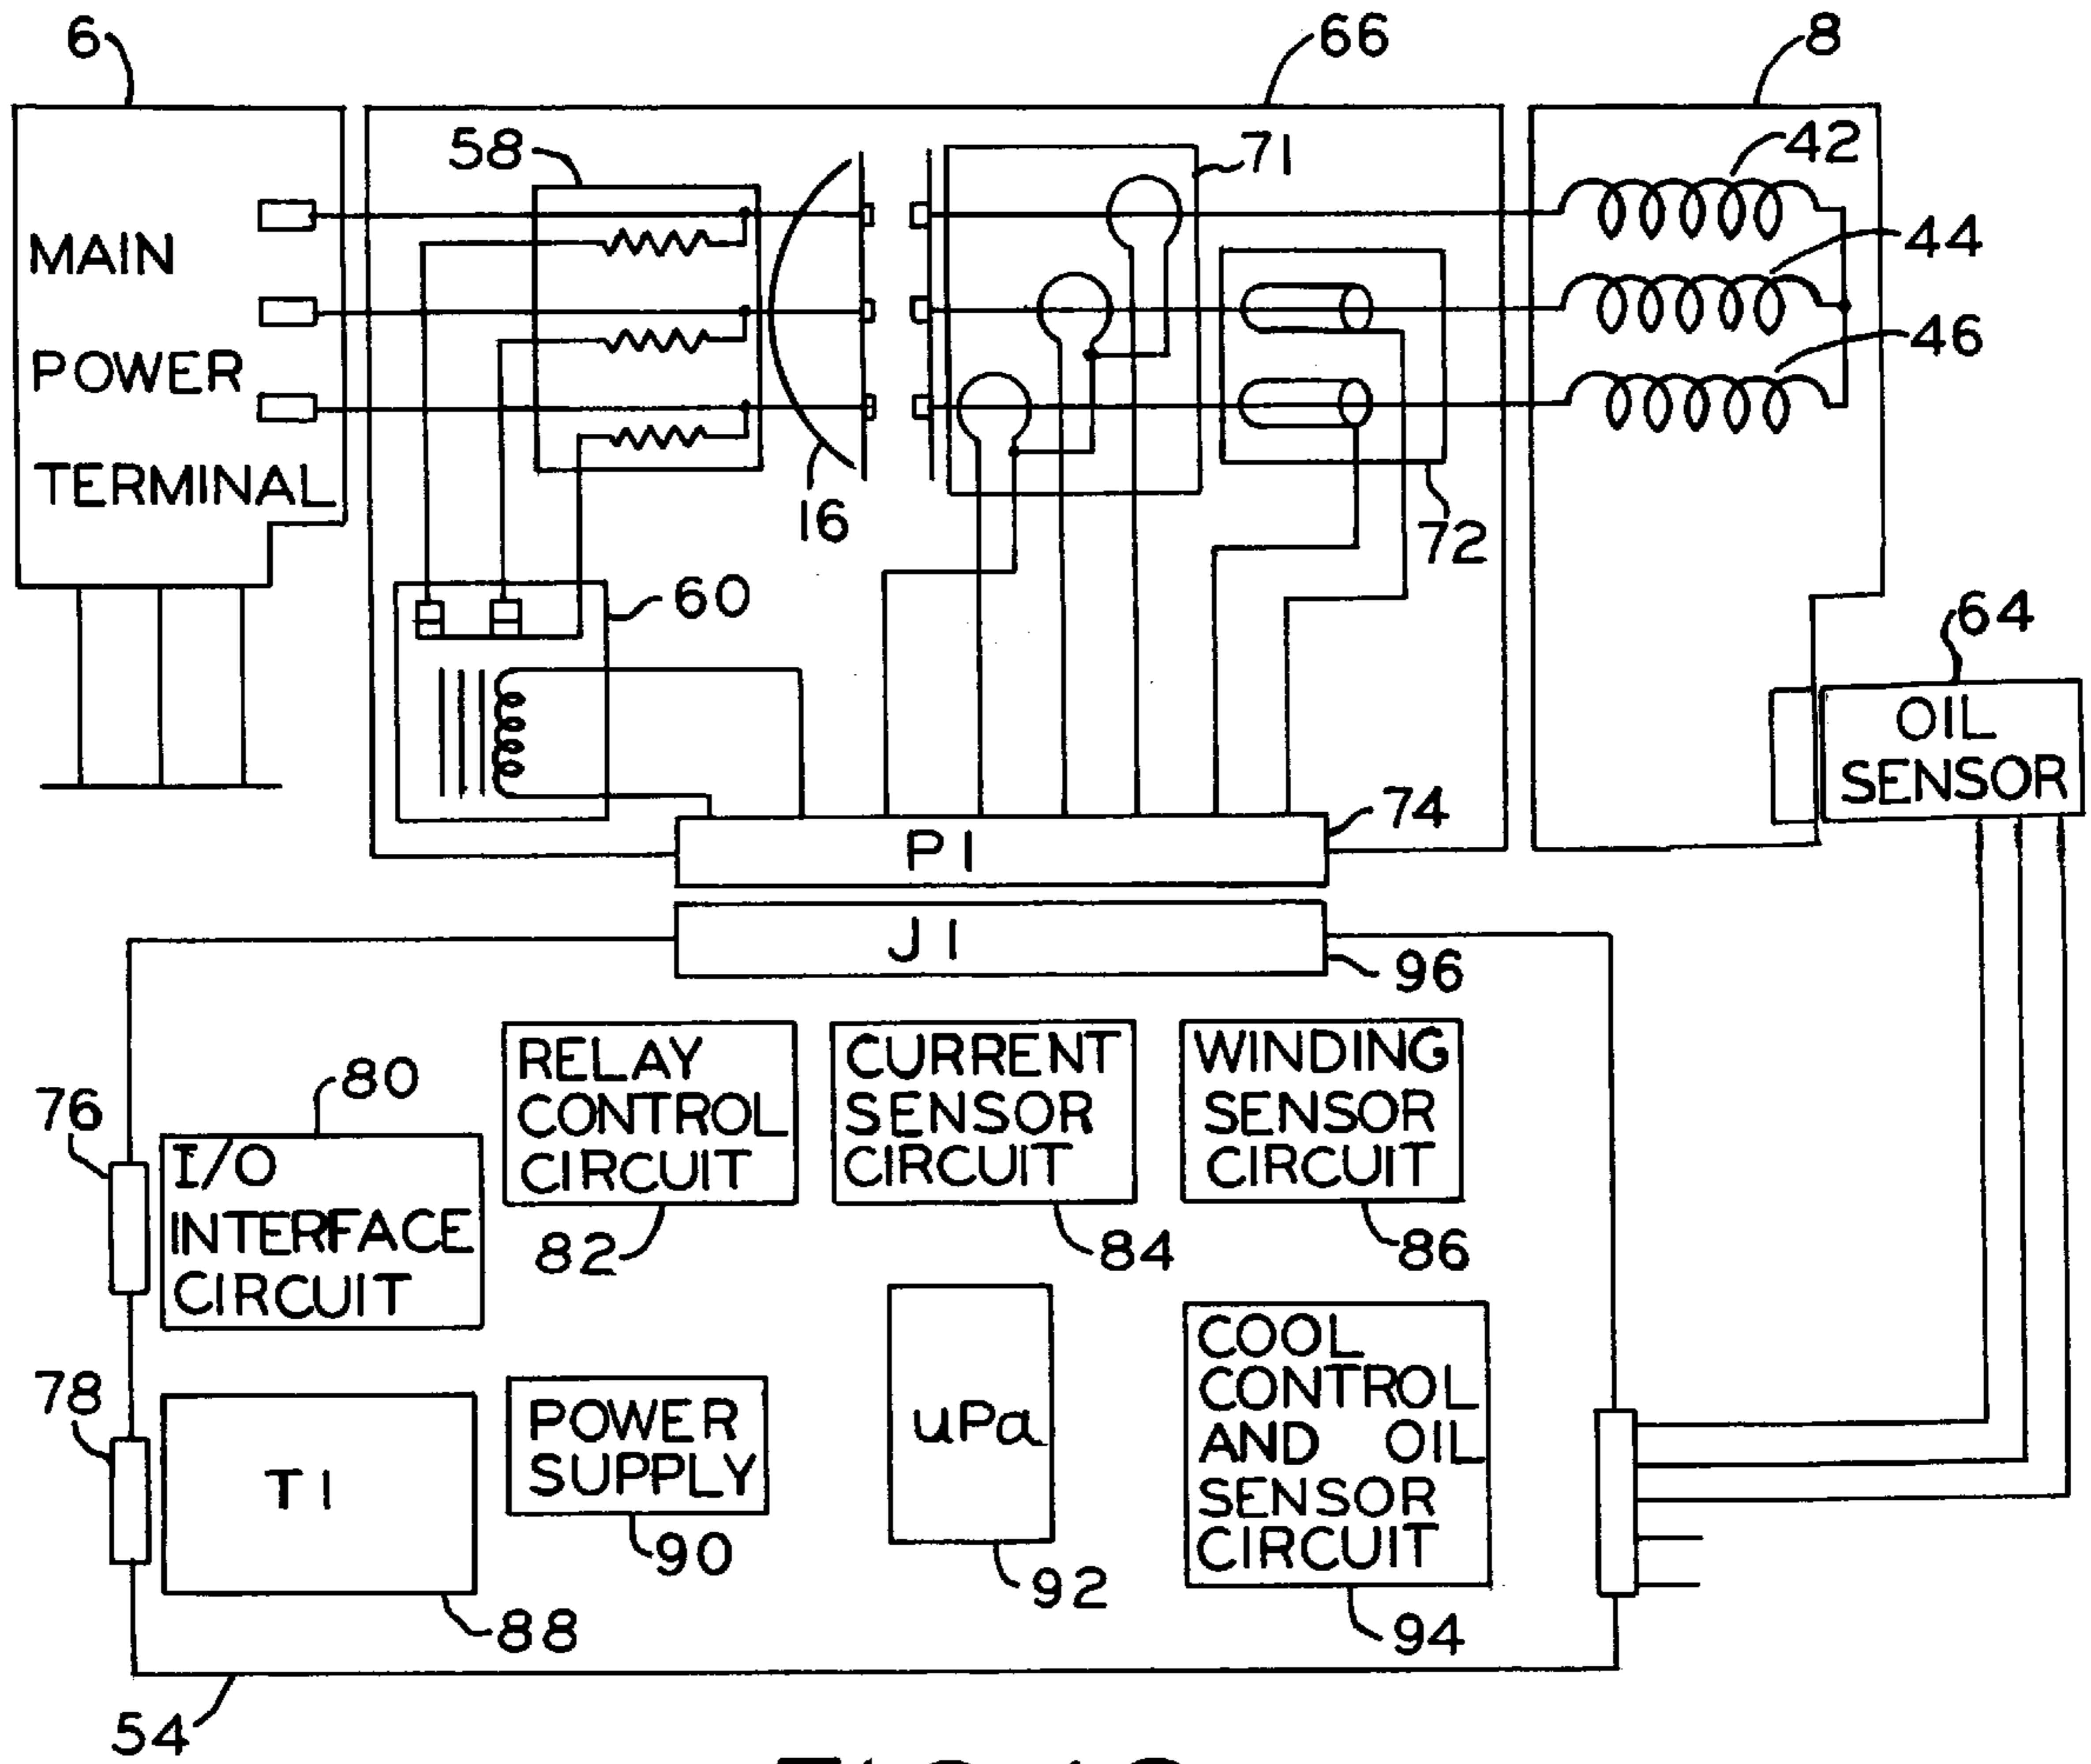 6
66
8
58
71
42
44
46
MAIN
POWER
TERMINAL
16
72
60
64
OIL
SENSOR
74
P1
J1
96
RELAY
CONTROL
CIRCUIT
CURRENT
SENSOR
CIRCUIT
WINDING
SENSOR
CIRCUIT
80
76
I/O
INTERFACE
CIRCUIT
82
84
86
COOL
CONTROL
AND OIL
SENSOR
CIRCUIT
78
T1
POWER
SUPPLY
uPa
90
92
88
94
54